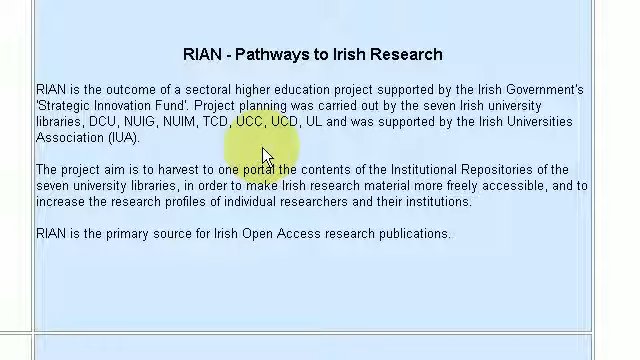 RIAN - Pathways to Irish Research
RIAN is the outcome of a sectoral higher education project supported by the Irish Government's
'Strategic Innovation Fund'. Project planning was carried out by the seven Irish university
libraries, DCU, NUIG, NUIM, TCD, UCC, UCD, UL and was supported by the Irish Universities
Association (IUA).
The project aim is to harvest to one portal the contents of the Institutional Repositories of the
seven university libraries, in order to make Irish research material more freely accessible, and to
increase the research profiles of individual researchers and their institutions.
RIAN is the primary source for Irish Open Access research publications.